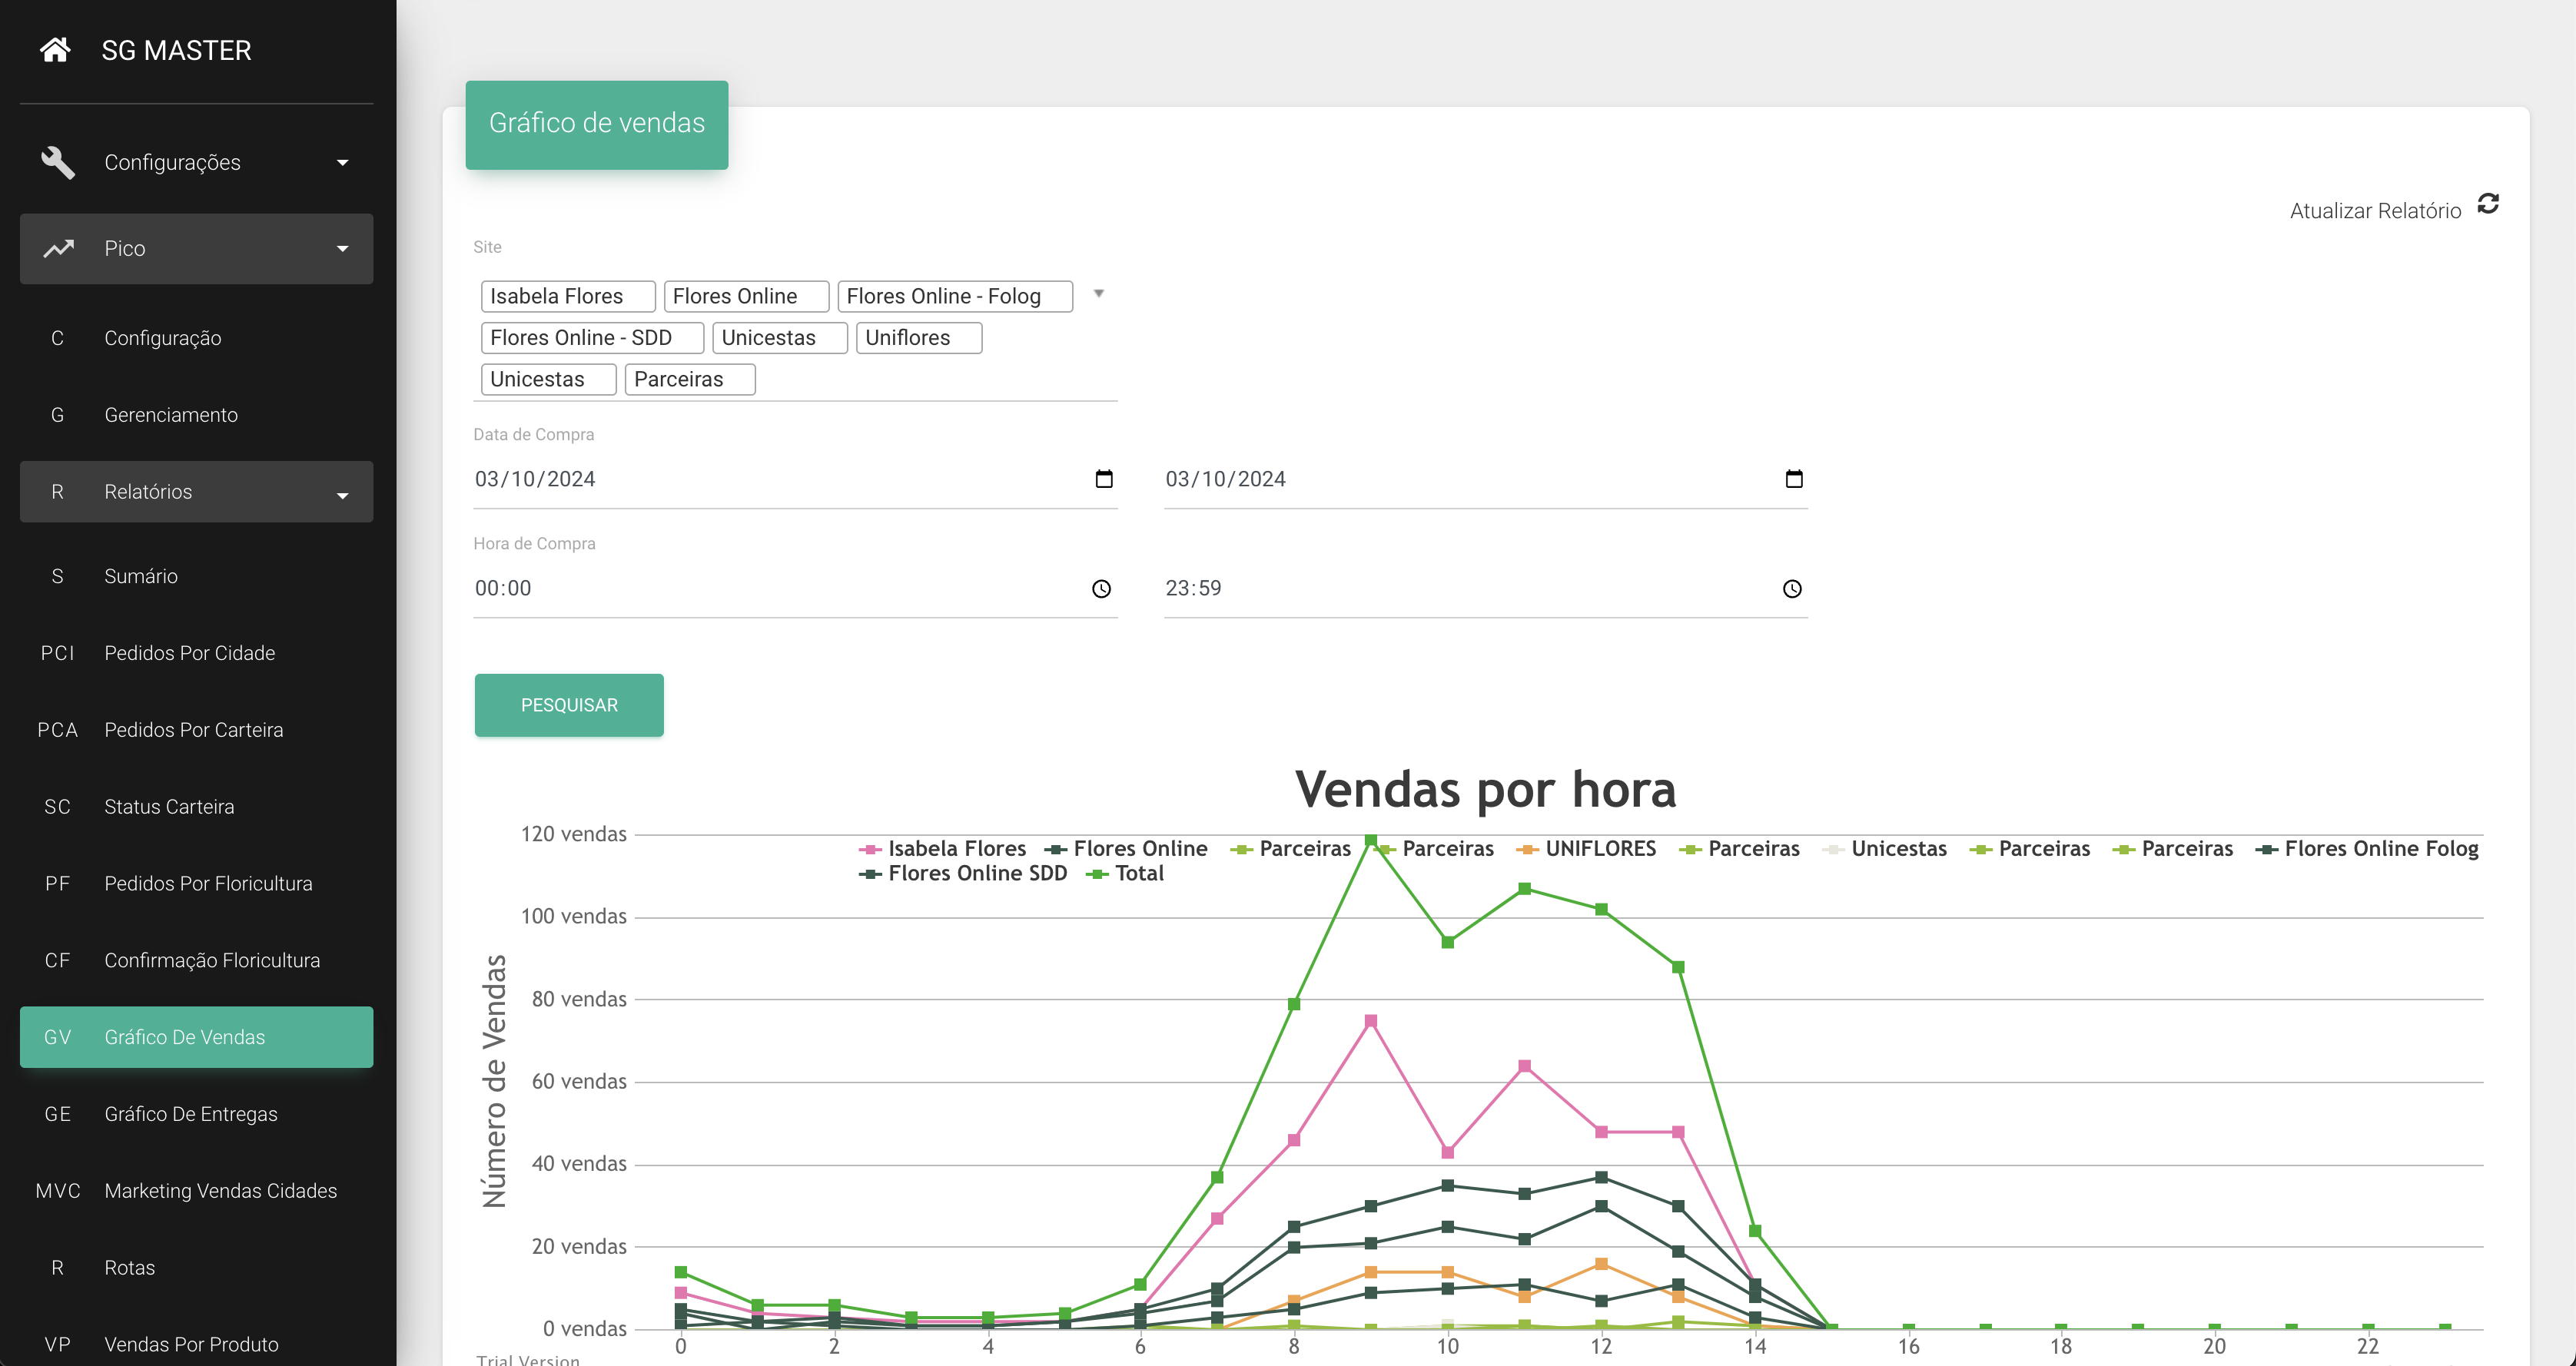 SG MASTER
Configurações
Pico
C Configuração
G Gerenciamento
R Relatórios
S Sumário
PCI Pedidos Por Cidade
PCA Pedidos Por Carteira
SC Status Carteira
PF Pedidos Por Floricultura
CF Confirmação Floricultura
GV Gráfico De Vendas
GE Gráfico De Entregas
MVC Marketing Vendas Cidades
R Rotas
VP Vendas Por Produto
Gráfico de vendas
Atualizar Relatório
Site
Isabela Flores Flores Online Flores Online - Folog
Flores Online - SDD Unicestas Uniflores
Unicestas Parceiras
Data de Compra
03/10/2024 03/10/2024
Hora de Compra
00:00 23:59
PESQUISAR
Vendas por hora
Isabela Flores Flores Online Parceiras Parceiras UNIFLORES Parceiras Unicestas Parceiras Parceiras Flores Online Folog
Flores Online SDD Total
Número de Vendas
120 vendas
100 vendas
80 vendas
60 vendas
40 vendas
20 vendas
0 vendas
0 2 4 6 8 10 12 14 16 18 20 22
Trial Version